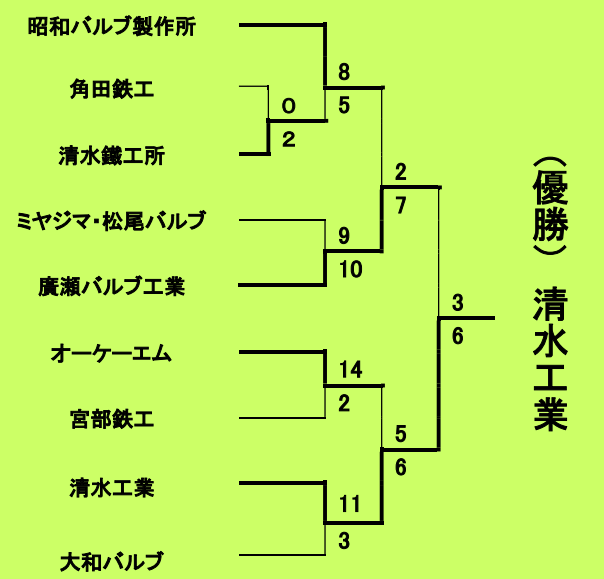 昭和バルブ製作所
8
角田鉄工
5
0
2
清水鐵工所
2
7
ミヤジマ・松尾バルブ
9
10
廣瀬バルブ工業
3
6
オーケーエム
14
2
宮部鉄工
5
6
清水工業
11
3
大和バルブ
(優勝) 清水工業